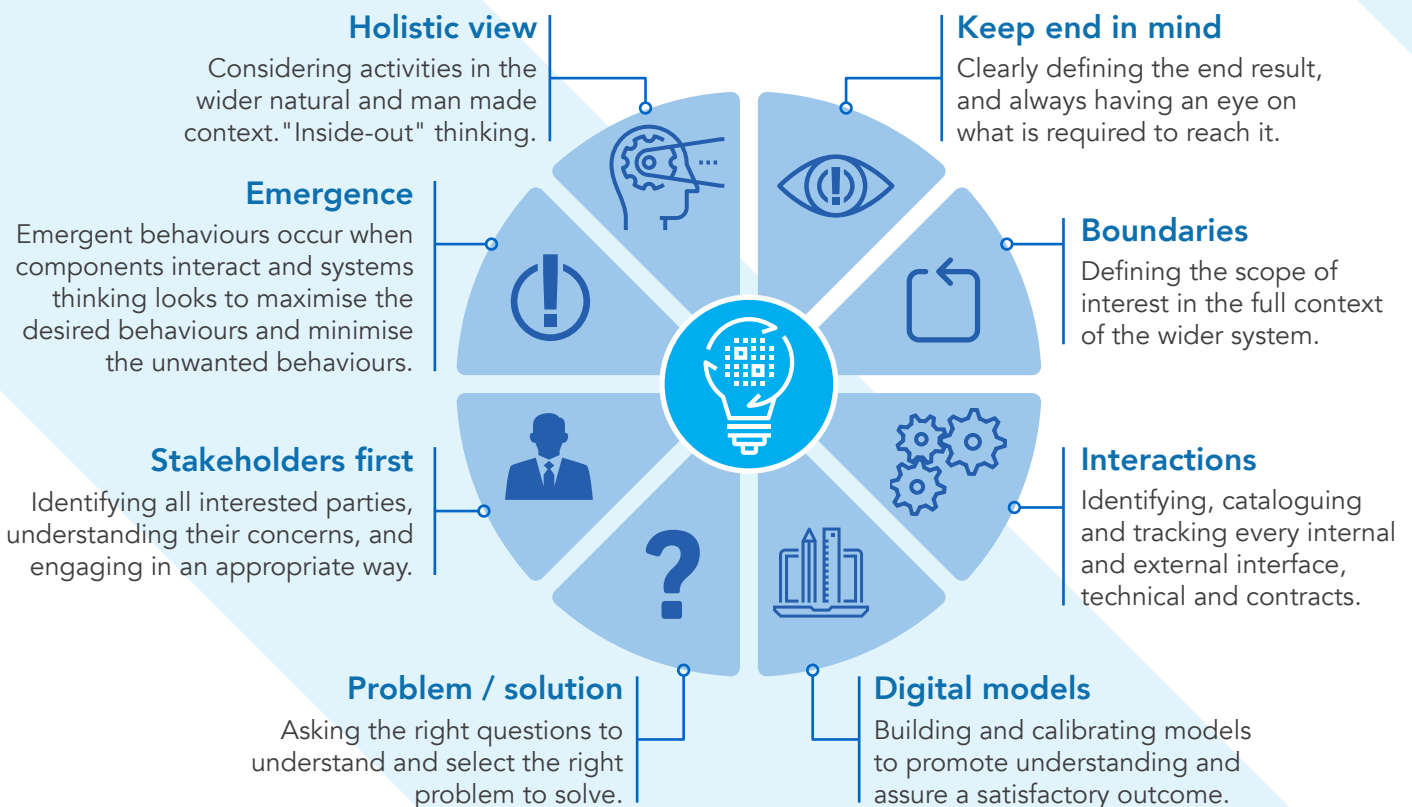 Holistic view
Considering activities in the
wider natural and man made
context."Inside-out" thinking.
Keep end in mind
Clearly defining the end result,
and always having an eye on
what is required to reach it.
Emergence
Emergent behaviours occur when
components interact and systems
thinking looks to maximise the
desired behaviours and minimise
the unwanted behaviours.
Boundaries
Defining the scope of
interest in the full context
of the wider system.
Stakeholders first
Identifying all interested parties,
understanding their concerns, and
engaging in an appropriate way.
Interactions
Identifying, cataloguing
and tracking every internal
and external interface,
technical and contracts.
Problem / solution
Asking the right questions to
understand and select the right
problem to solve.
Digital models
Building and calibrating models
to promote understanding and
assure a satisfactory outcome.